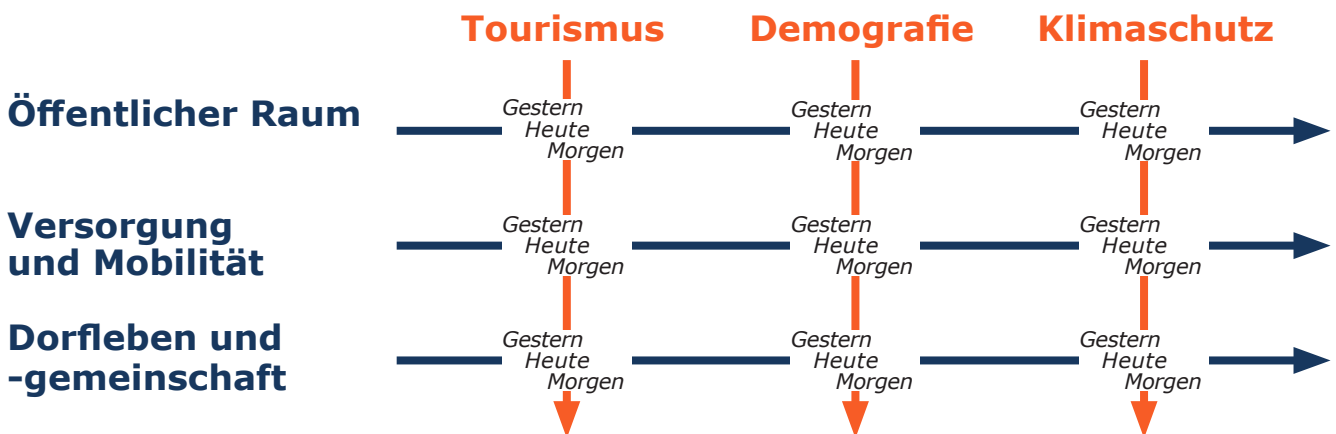 Tourismus Demografie Klimaschutz
Öffentlicher Raum
Gestern Gestern Gestern
Heute Heute Heute
Morgen Morgen Morgen
Versorgung
und Mobilität
Gestern Gestern Gestern
Heute Heute Heute
Morgen Morgen Morgen
Dorfleben und
-gemeinschaft
Gestern Gestern Gestern
Heute Heute Heute
Morgen Morgen Morgen